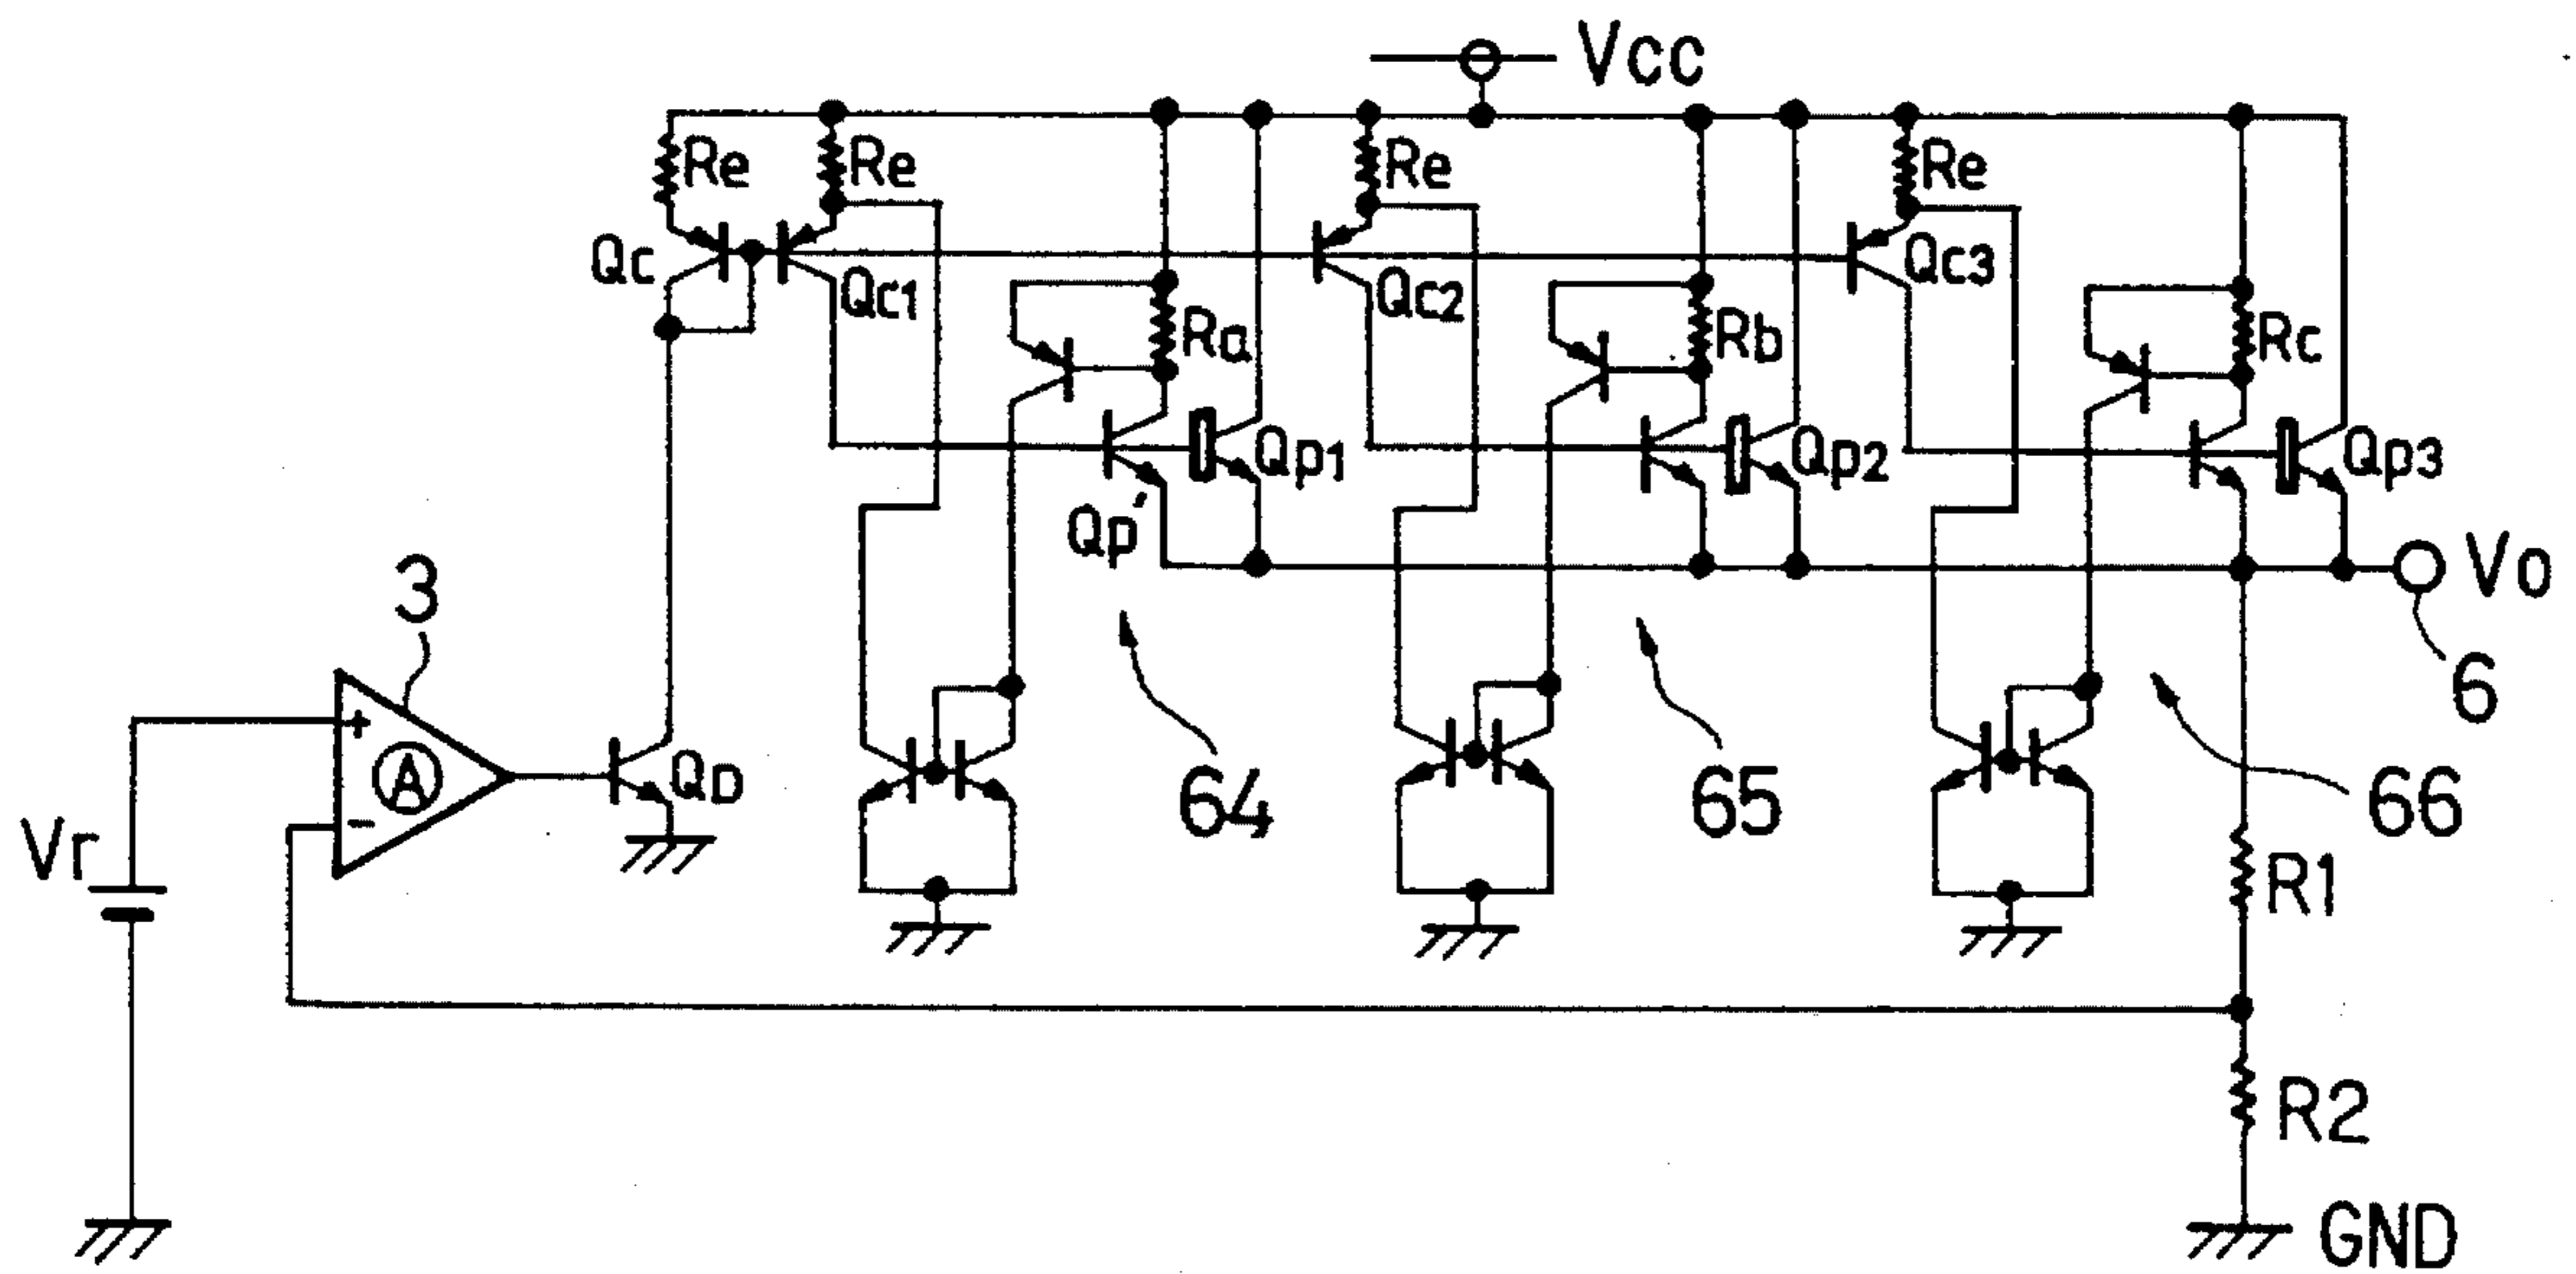 Vcc
Re
Re
Re
Re
Qc
Qc1
Qc2
Qc3
Ra
Rb
Rc
Qp1
Qp2
Qp3
Qp'
Vo
3
6
+
A
-
QD
Vr
64
65
66
R1
R2
GND